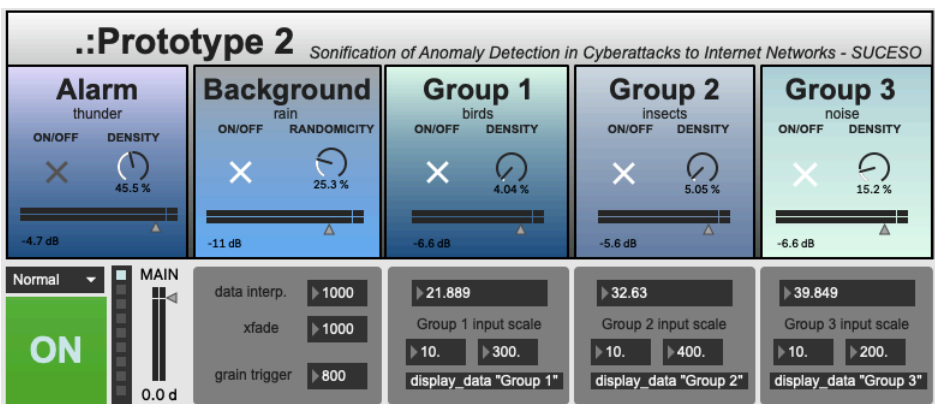 .:Prototype 2 Sonification of Anomaly Detection in Cyberattacks to Internet Networks - SUCESO
Alarm
thunder
ON/OFF DENSITY
45.5 %
-4.7 dB
Background
rain
ON/OFF RANDOMICITY
25.3 %
-11 dB
Group 1
birds
ON/OFF DENSITY
4.04 %
-6.6 dB
Group 2
insects
ON/OFF DENSITY
5.05 %
-5.6 dB
Group 3
noise
ON/OFF DENSITY
15.2 %
-6.6 dB
Normal
ON
MAIN
0.0 d
data interp. 1000
xfade 1000
grain trigger 800
21.889
Group 1 input scale
10. 300.
display_data "Group 1"
32.63
Group 2 input scale
10. 400.
display_data "Group 2"
39.849
Group 3 input scale
10. 200.
display_data "Group 3"